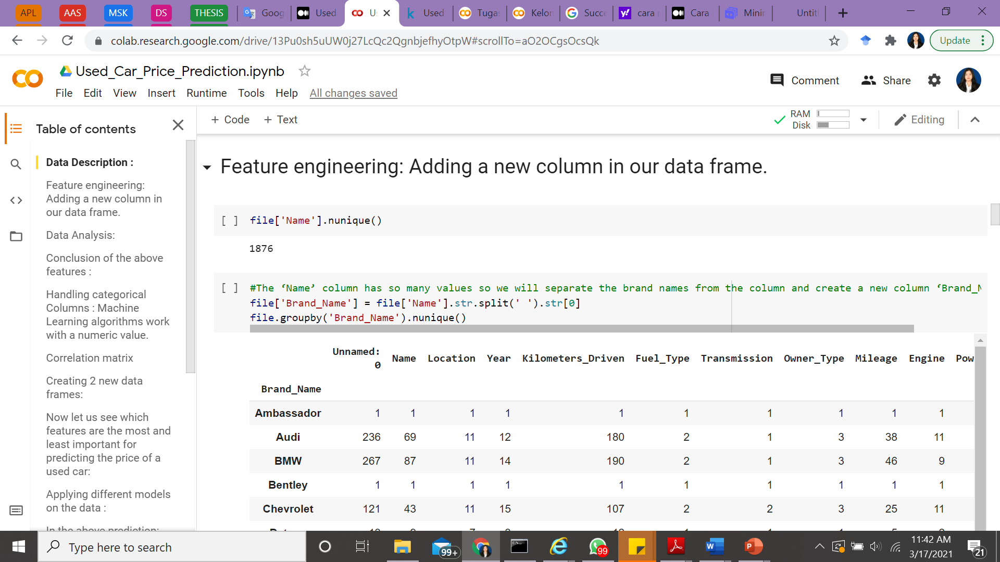 APL AAS MSK DS THESIS Goog Used U Used Tuga Kelon Succe cara Cara Minir Untitl
colab.research.google.com/drive/13Pu0sh5uUW0j27LcQc2QgnbjefhyOtpW#scrollTo=aO2OCgsOcsQk
Update
Used_Car_Price_Prediction.ipynb
File Edit View Insert Runtime Tools Help All changes saved
Comment Share
Table of contents
+ Code + Text
RAM
Disk
Editing
Data Description :
Feature engineering:
Adding a new column in
our data frame.
Data Analysis:
Conclusion of the above
features :
Handling categorical
Columns : Machine
Learning algorithms work
with a numeric value.
Correlation matrix
Creating 2 new data
frames:
Now let us see which
features are the most and
least important for
predicting the price of a
used car:
Applying different models
on the data :
In the above prediction:
Feature engineering: Adding a new column in our data frame.
[ ] file['Name'].nunique()
1876
[ ] #The ‘Name’ column has so many values so we will separate the brand names from the column and create a new column ‘Brand_N
file['Brand_Name'] = file['Name'].str.split(' ').str[0]
file.groupby('Brand_Name').nunique()
Unnamed: 0 Name Location Year Kilometers_Driven Fuel_Type Transmission Owner_Type Mileage Engine Pow
Brand_Name
Ambassador 1 1 1 1 1 1 1 1 1 1
Audi 236 69 11 12 180 2 1 3 38 11
BMW 267 87 11 14 190 2 1 3 46 9
Bentley 1 1 1 1 1 1 1 1 1 1
Chevrolet 121 43 11 15 107 2 2 3 25 11
Type here to search
99+
99
11:42 AM
3/17/2021
21